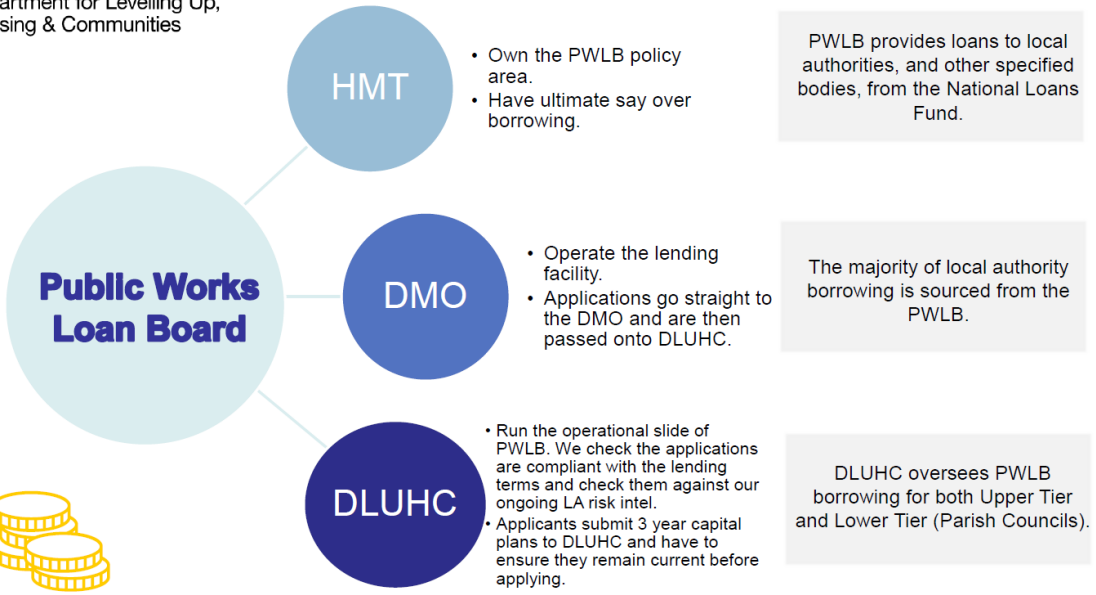 artment for Levelling Up,
sing & Communities
Public Works
Loan Board
HMT
• Own the PWLB policy
area.
• Have ultimate say over
borrowing.
PWLB provides loans to local
authorities, and other specified
bodies, from the National Loans
Fund.
DMO
• Operate the lending
facility.
• Applications go straight to
the DMO and are then
passed onto DLUHC.
The majority of local authority
borrowing is sourced from the
PWLB.
DLUHC
• Run the operational slide of
PWLB. We check the applications
are compliant with the lending
terms and check them against our
ongoing LA risk intel.
• Applicants submit 3 year capital
plans to DLUHC and have to
ensure they remain current before
applying.
DLUHC oversees PWLB
borrowing for both Upper Tier
and Lower Tier (Parish Councils).